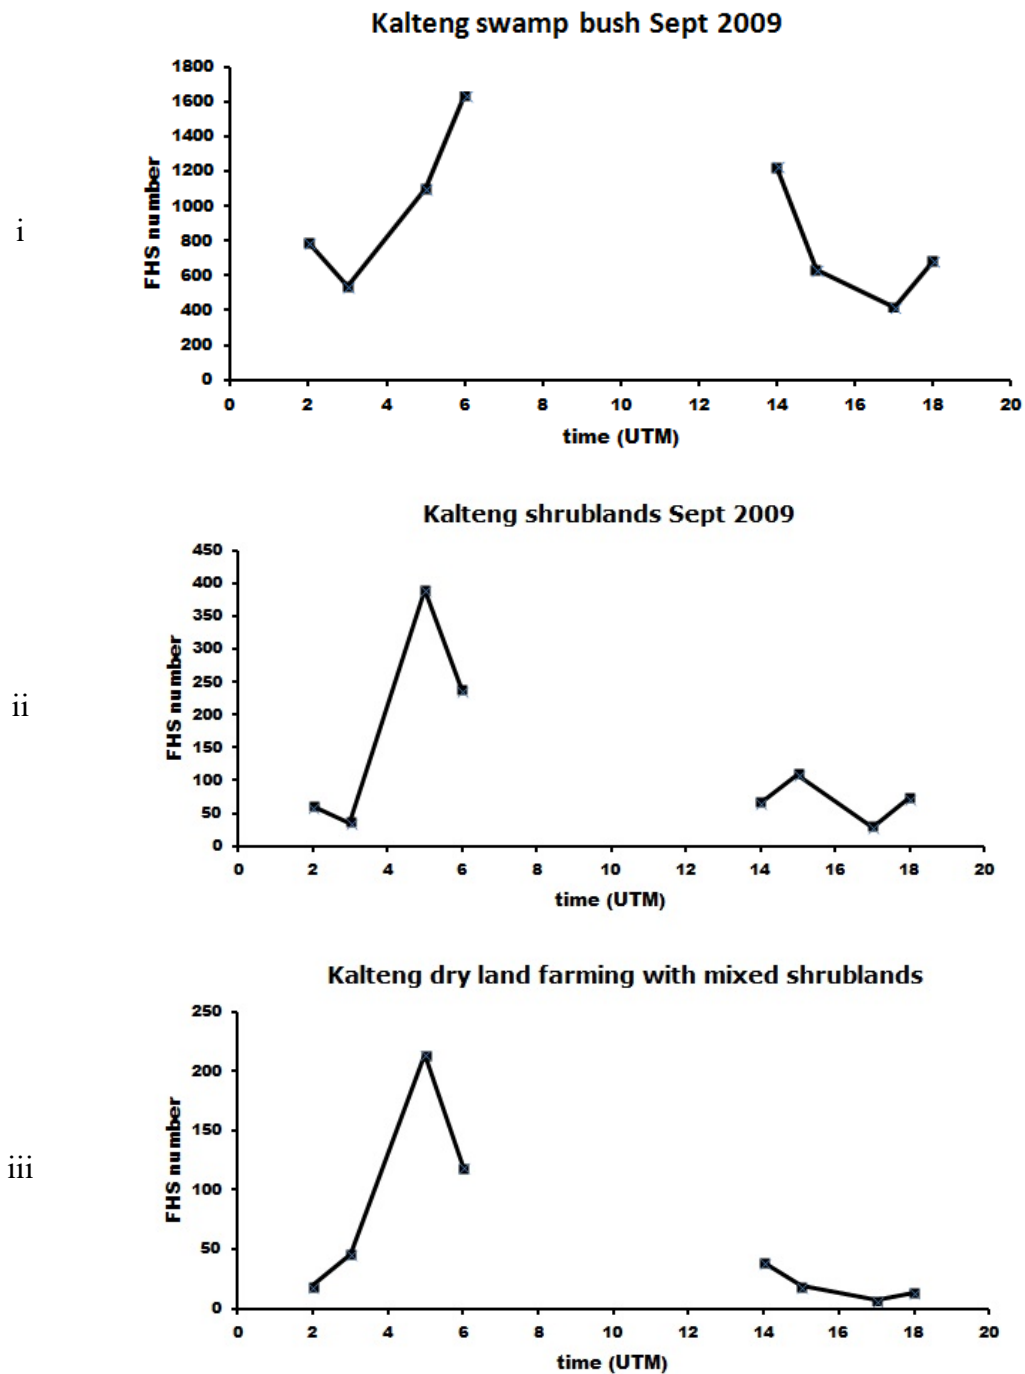 Kalteng swamp bush Sept 2009
1800
1600
1400
1200
1000
800
600
400
200
0
FHS number
i
0 2 4 6 8 10 12 14 16 18 20
time (UTM)
Kalteng shrublands Sept 2009
450
400
350
300
250
200
150
100
50
0
FHS number
ii
0 2 4 6 8 10 12 14 16 18 20
time (UTM)
Kalteng dry land farming with mixed shrublands
250
200
150
100
50
0
FHS number
iii
0 2 4 6 8 10 12 14 16 18 20
time (UTM)